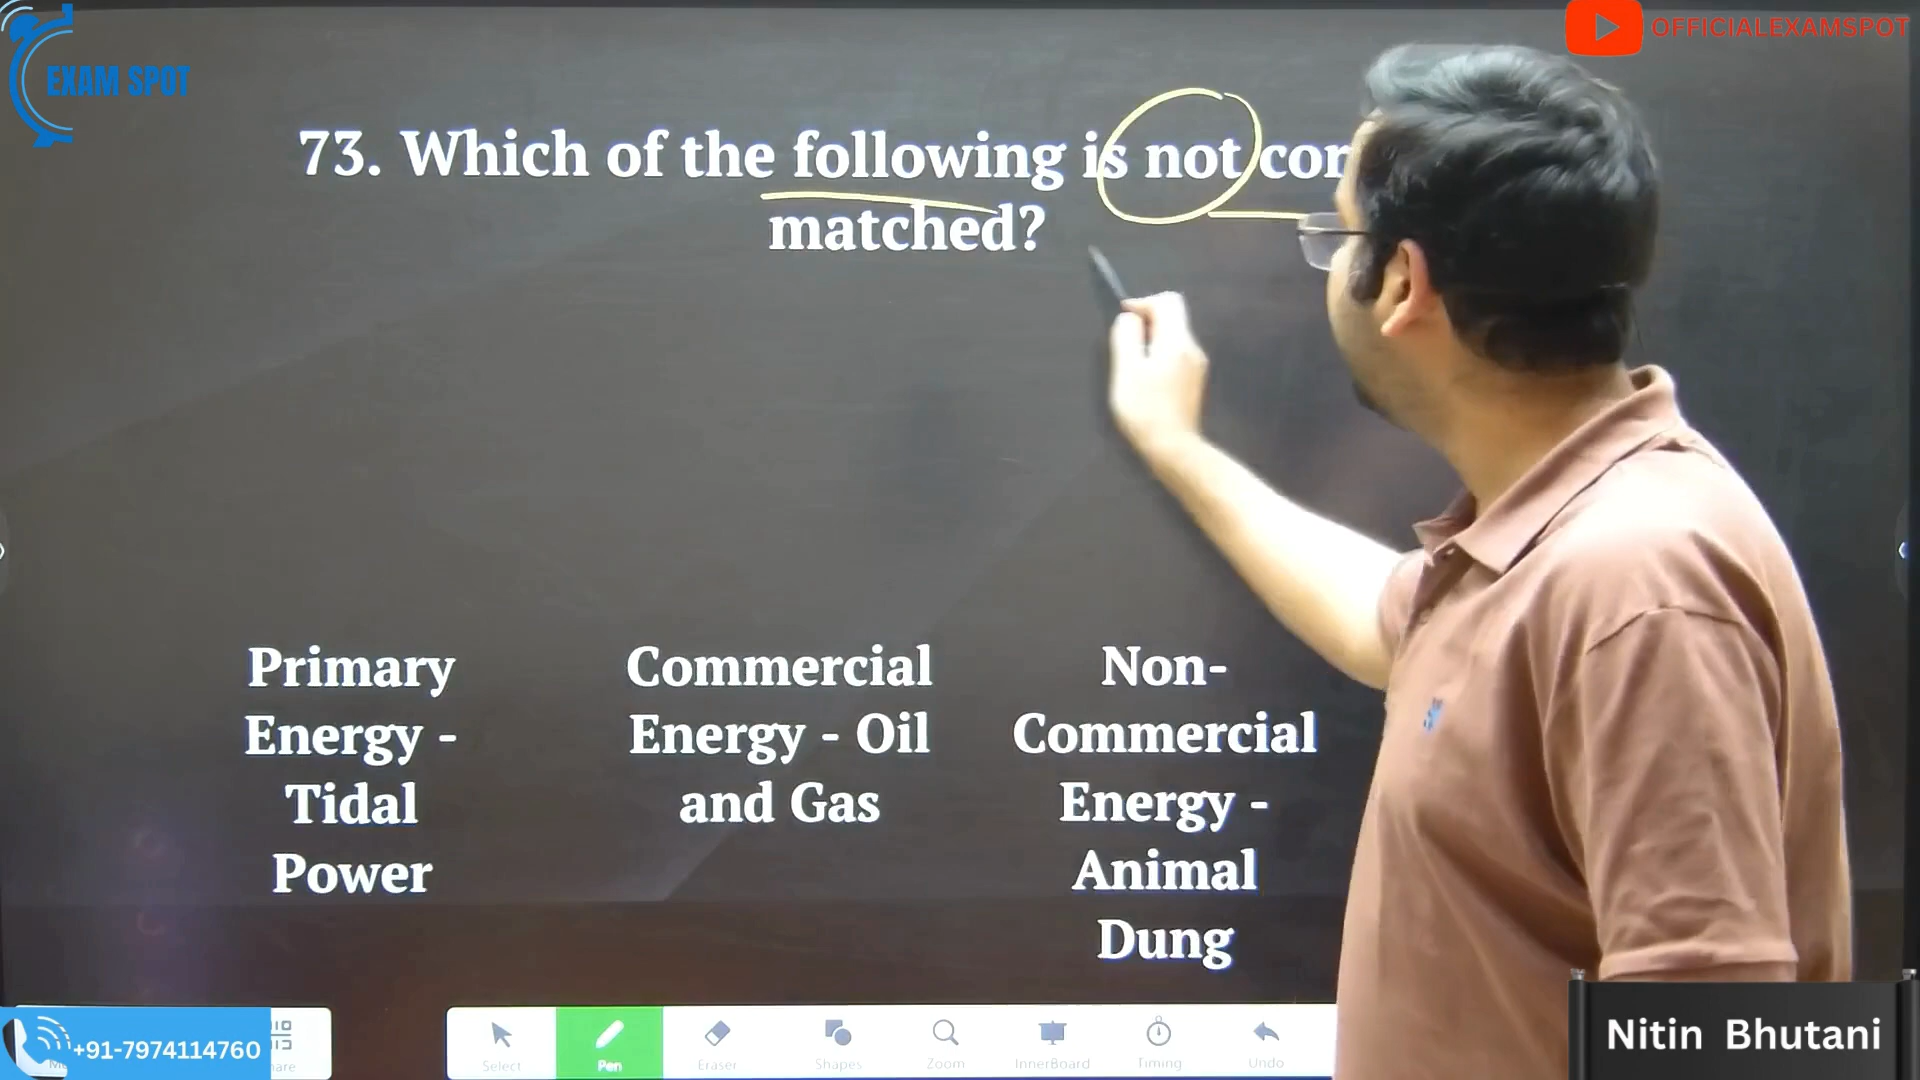 EXAM SPOT
OFFICIALEXAMSPOT
73. Which of the following is not
matched?
Primary
Energy -
Tidal
Power
Commercial
Energy - Oil
and Gas
Non-
Commercial
Energy -
Animal
Dung
+91-7974114760
Select
Pen
Eraser
Shapes
Zoom
InnerBoard
Timing
Undo
Nitin Bhutani